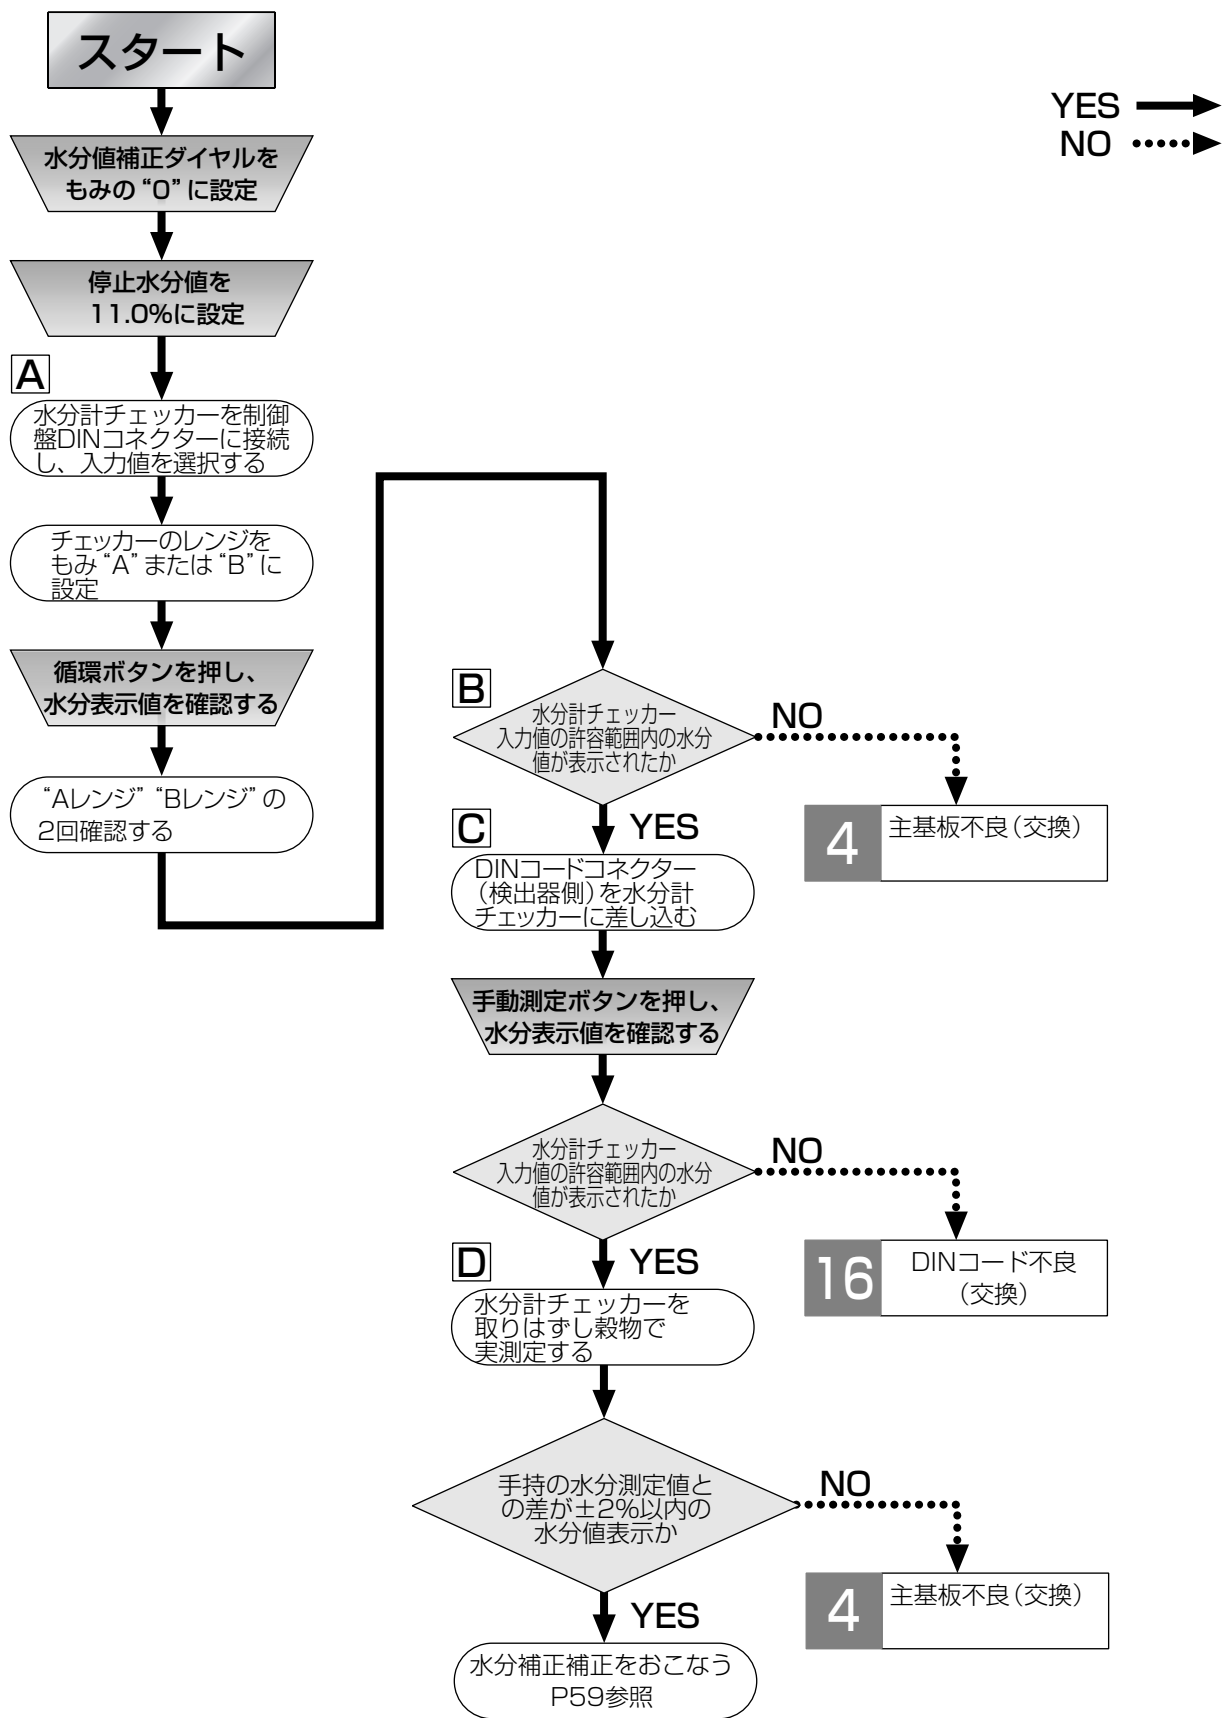 スタート
YES
NO
水分値補正ダイヤルを
もみの“0”に設定
停止水分値を
11.0%に設定
A
水分計チェッカーを制御
盤DINコネクターに接続
し、入力値を選択する
チェッカーのレンジを
もみ“A”または“B”に
設定
循環ボタンを押し、
水分表示値を確認する
“Aレンジ”“Bレンジ”の
2回確認する
B
水分計チェッカー
入力値の許容範囲内の水分
値が表示されたか
NO
4
主基板不良(交換)
YES
C
DINコードコネクター
(検出器側)を水分計
チェッカーに差し込む
手動測定ボタンを押し、
水分表示値を確認する
水分計チェッカー
入力値の許容範囲内の水分
値が表示されたか
NO
16
DINコード不良
(交換)
YES
D
水分計チェッカーを
取りはずし穀物で
実測定する
手持の水分測定値と
の差が±2%以内の
水分値表示か
NO
4
主基板不良(交換)
YES
水分補正補正をおこなう
P59参照